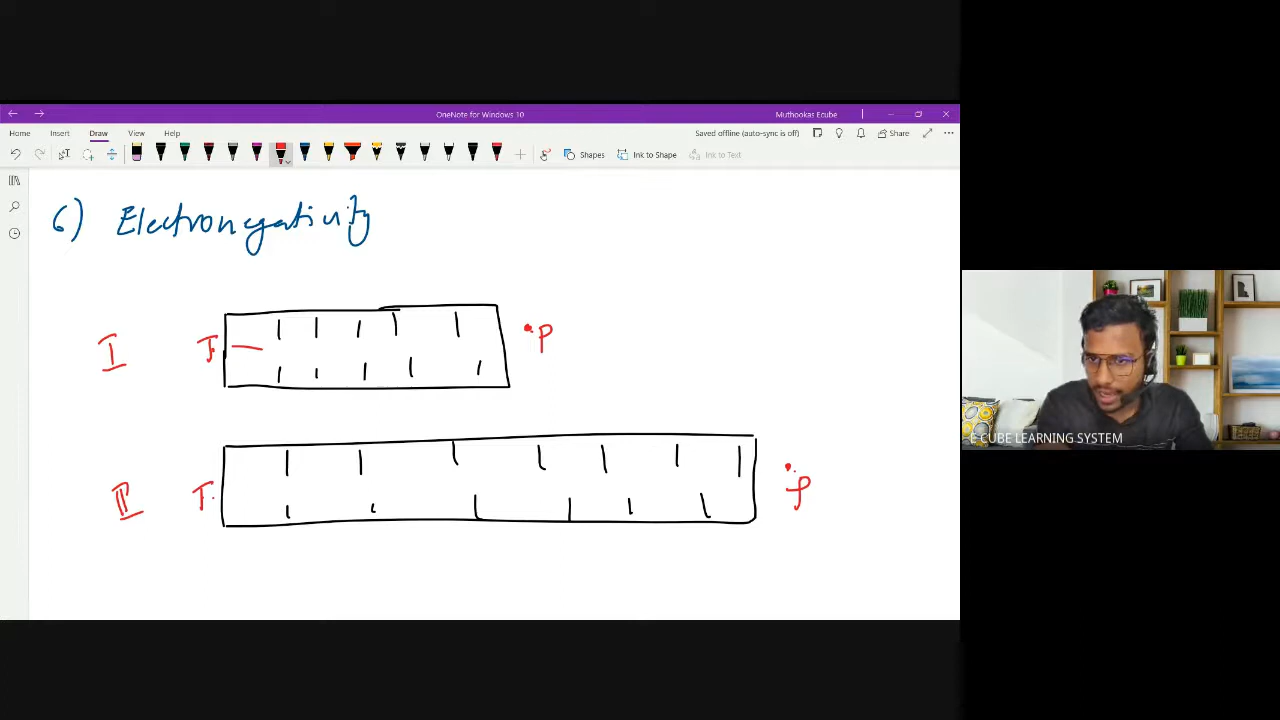 OneNote for Windows 10
Muthookas Ecube
Home Insert Draw View Help
Saved offline (auto-sync is off)
Share
Shapes
Ink to Shape
Ink to Text
6) Electronegativity
I F P
II F P
E CUBE LEARNING SYSTEM